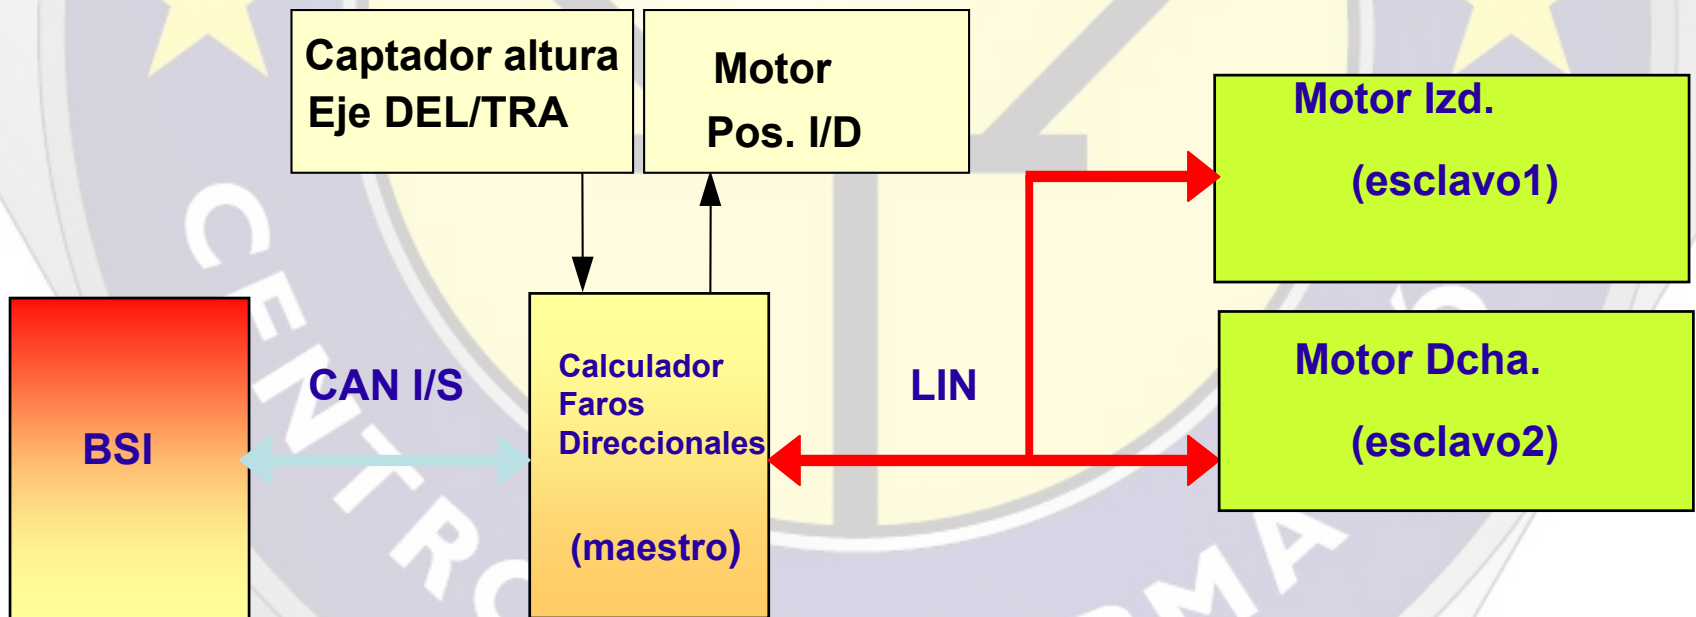 Captador altura
Eje DEL/TRA
Motor
Pos. I/D
Motor Izd.
(esclavo1)
BSI
CAN I/S
Calculador
Faros
Direccionales
(maestro)
LIN
Motor Dcha.
(esclavo2)
CENTRO